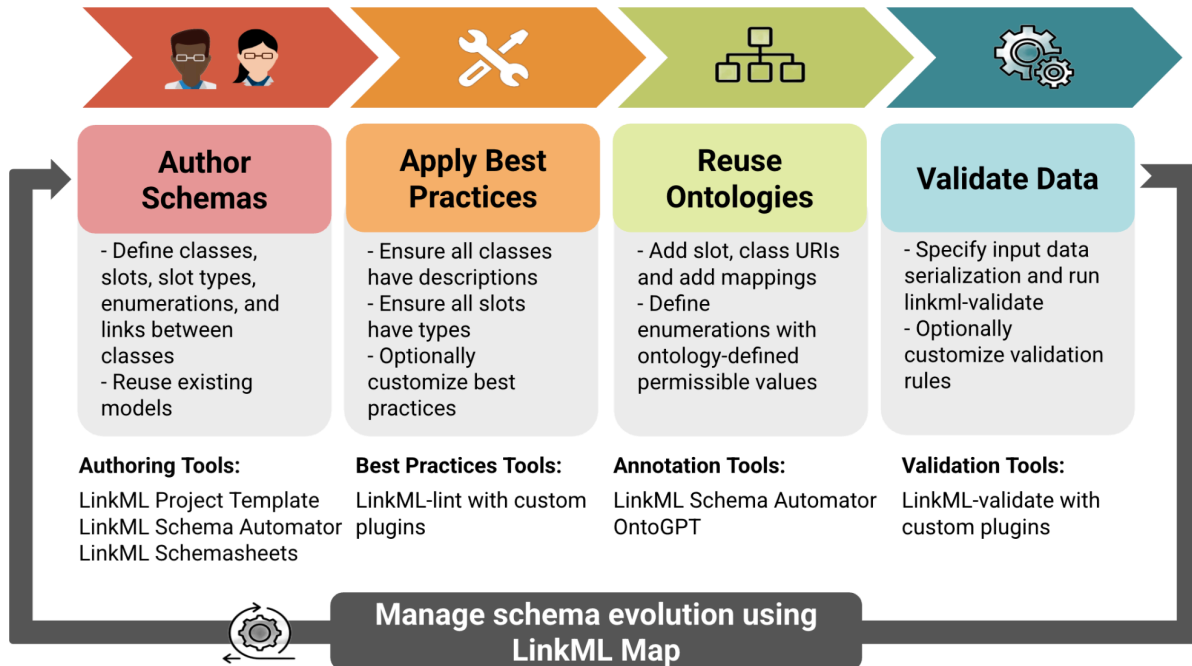 Author
Schemas
- Define classes,
slots, slot types,
enumerations, and
links between
classes
- Reuse existing
models
Authoring Tools:
LinkML Project Template
LinkML Schema Automator
LinkML Schemasheets
Apply Best
Practices
- Ensure all classes
have descriptions
- Ensure all slots
have types
- Optionally
customize best
practices
Best Practices Tools:
LinkML-lint with custom
plugins
Reuse
Ontologies
- Add slot, class URIs
and add mappings
- Define
enumerations with
ontology-defined
permissible values
Annotation Tools:
LinkML Schema Automator
OntoGPT
Validate Data
- Specify input data
serialization and run
linkml-validate
- Optionally
customize validation
rules
Validation Tools:
LinkML-validate with
custom plugins
Manage schema evolution using
LinkML Map